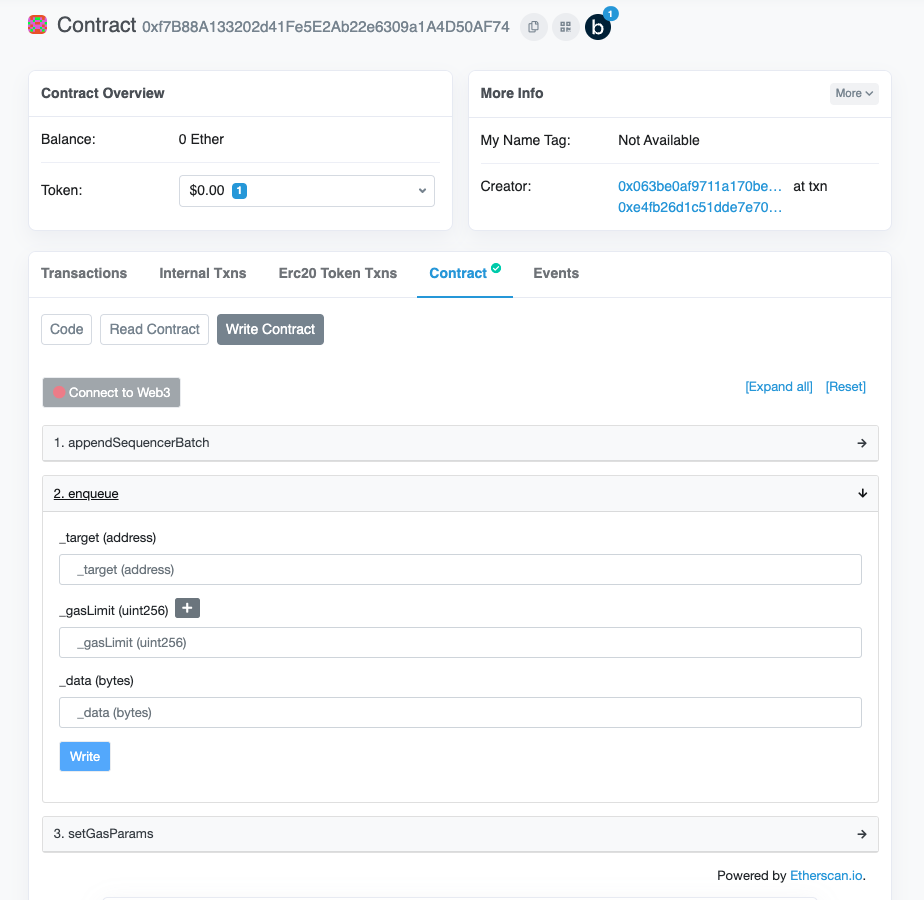 Contract 0xf7B88A133202d41Fe5E2Ab22e6309a1A4D50AF74
b 1
Contract Overview
Balance: 0 Ether
Token: $0.00 1
More Info
More
My Name Tag: Not Available
Creator: 0x063be0af9711a170be... at txn
0xe4fb26d1c51dde7e70...
Transactions Internal Txns Erc20 Token Txns Contract Events
Code Read Contract Write Contract
Connect to Web3 [Expand all] [Reset]
1. appendSequencerBatch
2. enqueue
_target (address)
_target (address)
_gasLimit (uint256) +
_gasLimit (uint256)
_data (bytes)
_data (bytes)
Write
3. setGasParams
Powered by Etherscan.io.